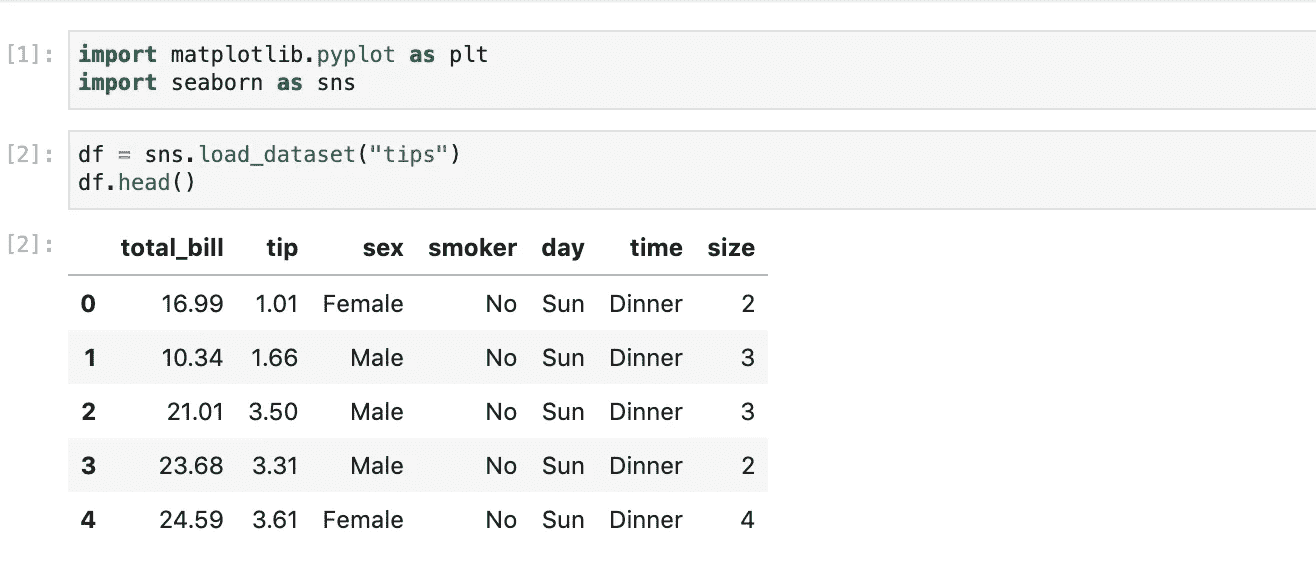 [1]: import matplotlib.pyplot as plt
import seaborn as sns
[2]: df = sns.load_dataset("tips")
df.head()
[2]: total_bill tip sex smoker day time size
0 16.99 1.01 Female No Sun Dinner 2
1 10.34 1.66 Male No Sun Dinner 3
2 21.01 3.50 Male No Sun Dinner 3
3 23.68 3.31 Male No Sun Dinner 2
4 24.59 3.61 Female No Sun Dinner 4